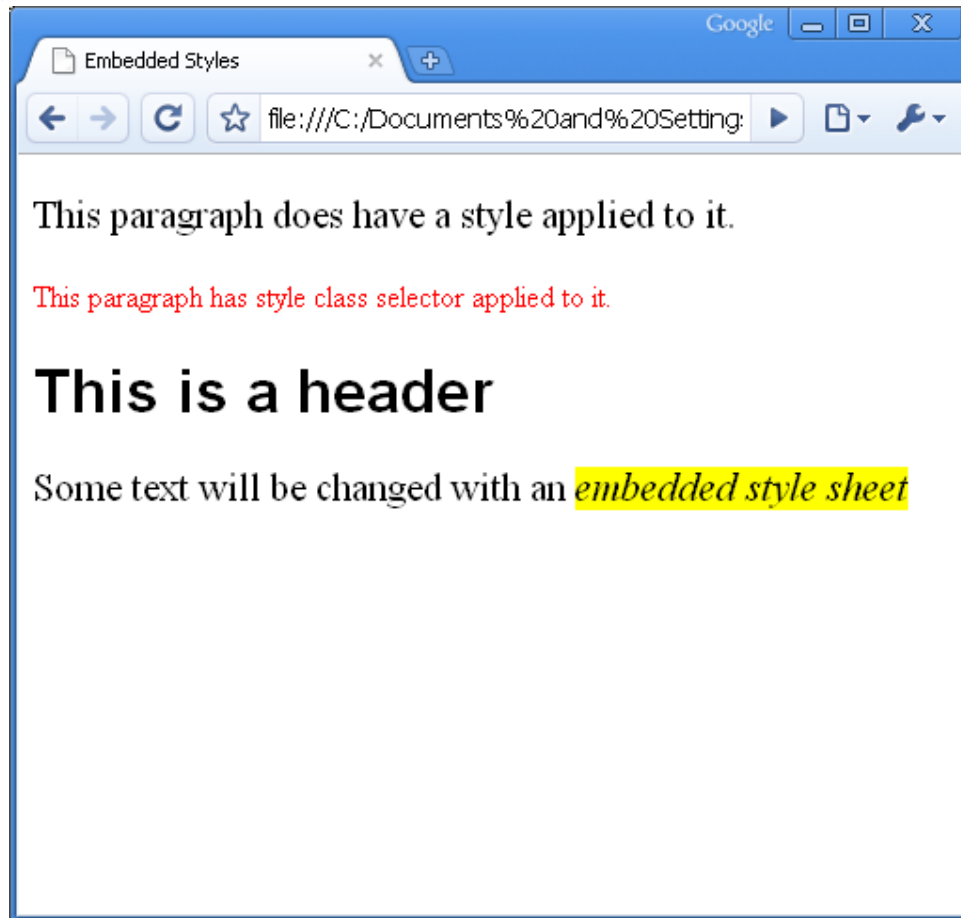 Google
Embedded Styles
file:///C:/Documents%20and%20Setting
This paragraph does have a style applied to it.
This paragraph has style class selector applied to it.
This is a header
Some text will be changed with an embedded style sheet